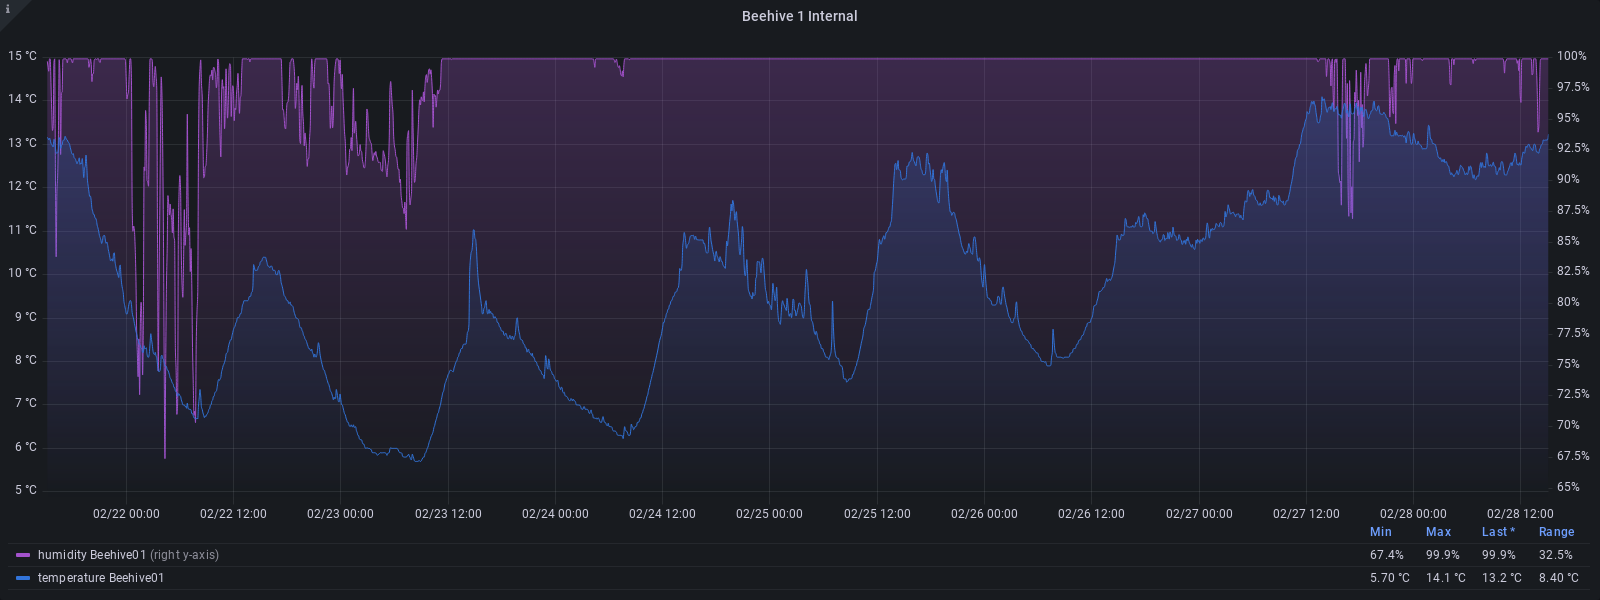 i
Beehive 1 Internal
15 °C 100%
14 °C 97.5%
13 °C 95%
12 °C 92.5%
11 °C 90%
10 °C 87.5%
9 °C 85%
8 °C 82.5%
7 °C 80%
6 °C 77.5%
5 °C 75%
72.5%
70%
67.5%
65%
02/22 00:00 02/22 12:00 02/23 00:00 02/23 12:00 02/24 00:00 02/24 12:00 02/25 00:00 02/25 12:00 02/26 00:00 02/26 12:00 02/27 00:00 02/27 12:00 02/28 00:00 02/28 12:00
Min Max Last * Range
humidity Beehive01 (right y-axis) 67.4% 99.9% 99.9% 32.5%
temperature Beehive01 5.70 °C 14.1 °C 13.2 °C 8.40 °C